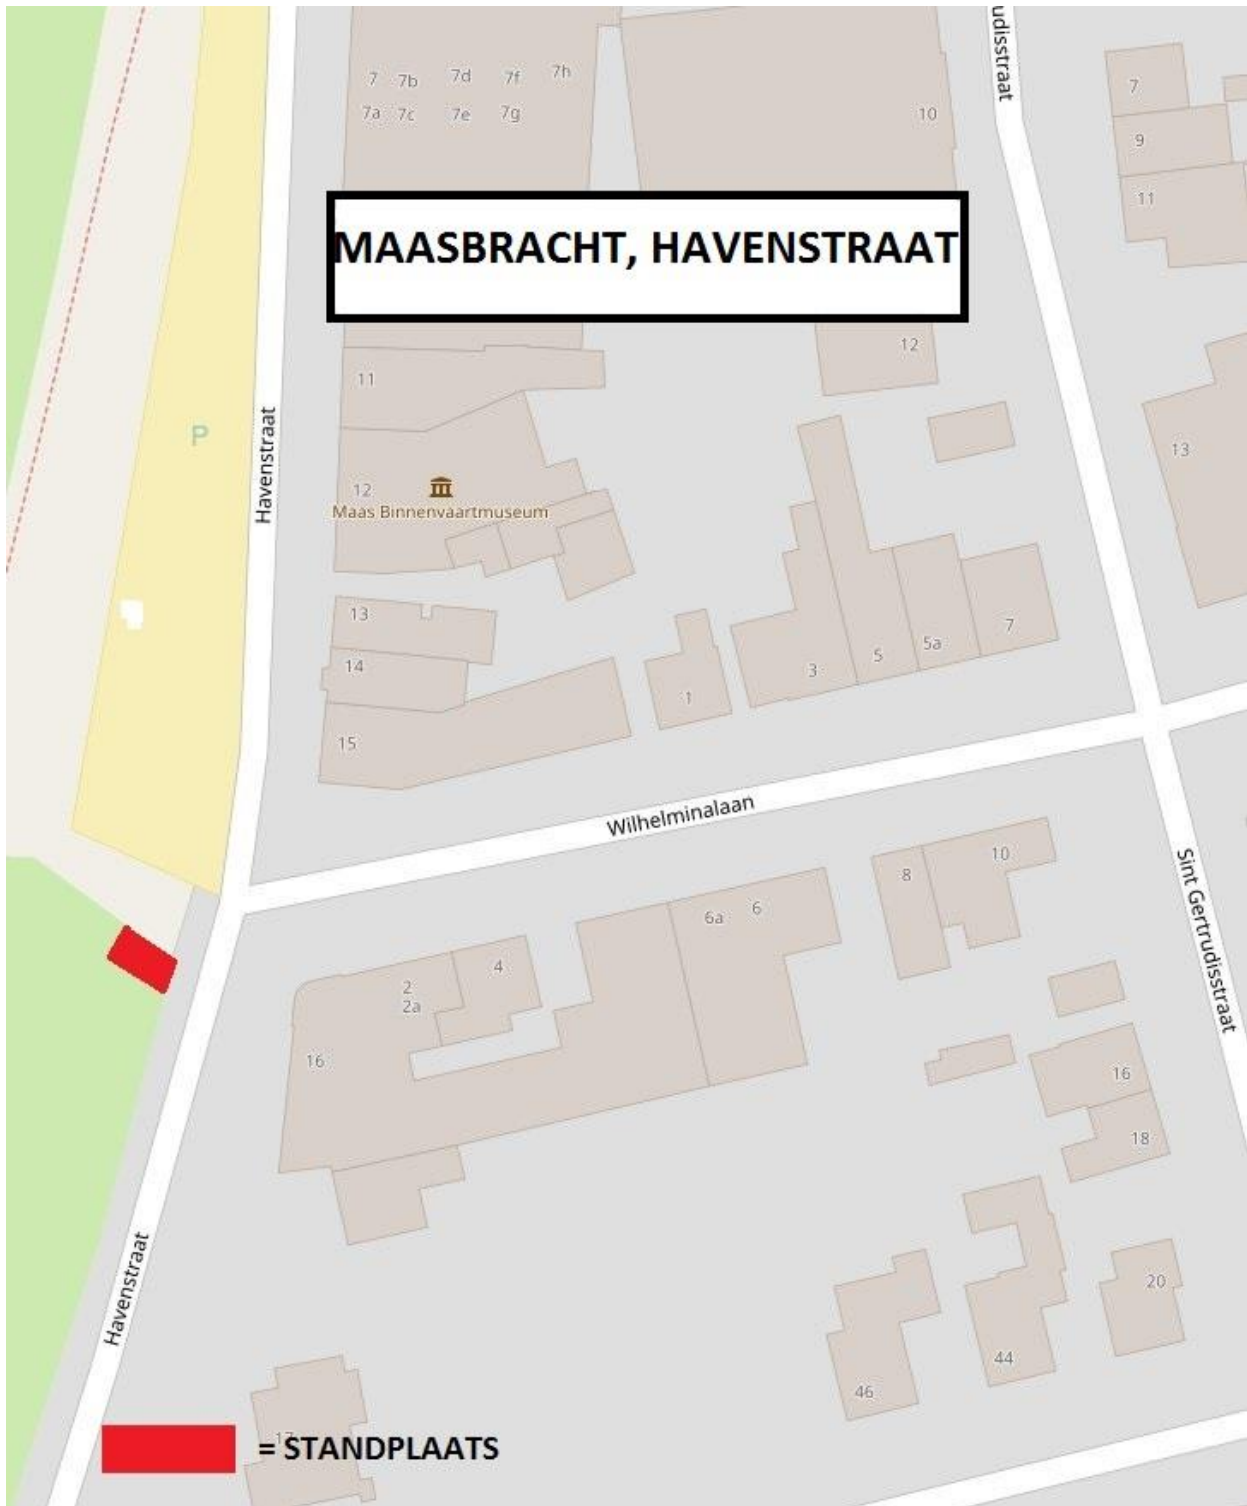 udisstraat
7 7b 7d 7f 7h
7a 7c 7e 7g
10
7
9
11
MAASBRACHT, HAVENSTRAAT
12
11
P
Havenstraat
13
12
Maas Binnenvaartmuseum
13
14
15
1
3
5
5a
7
Wilhelminalaan
Sint Gertrudisstraat
10
8
6a
6
4
2
2a
16
16
18
20
44
46
Havenstraat
17
= STANDPLAATS